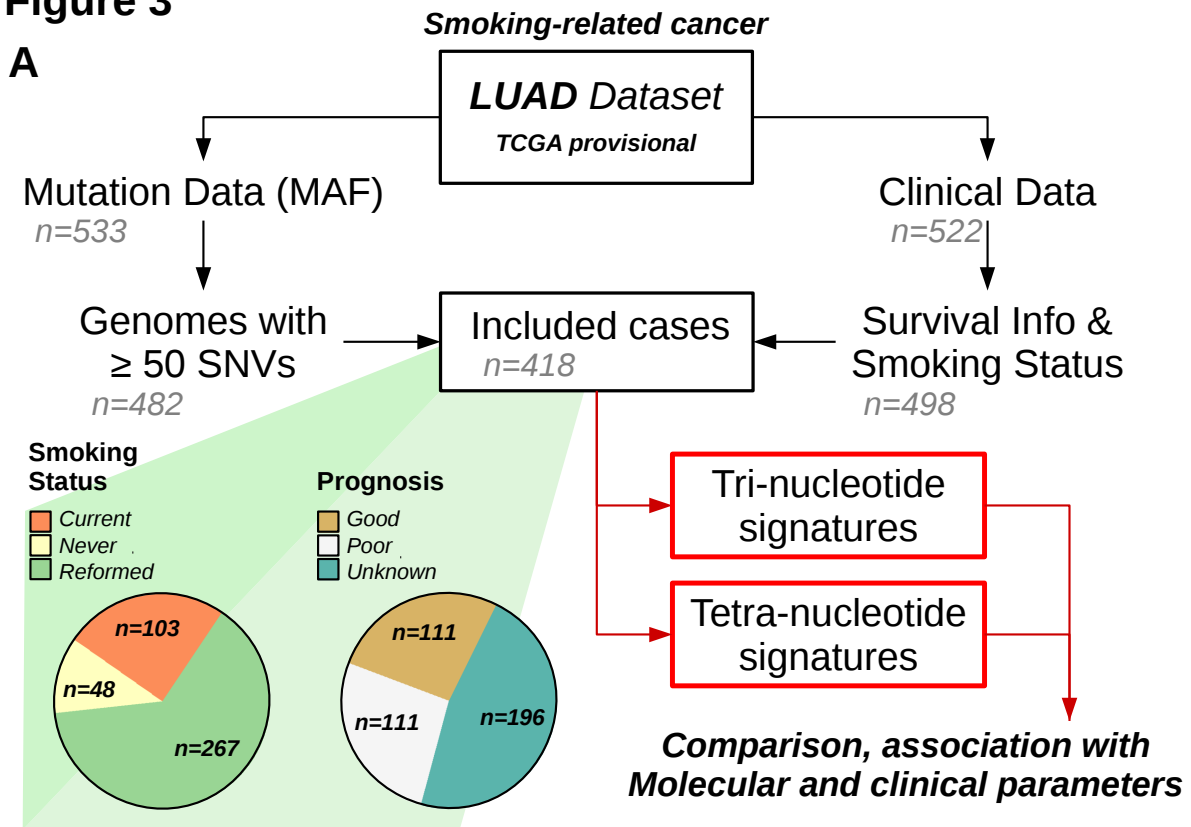 Figure 3
A
Smoking-related cancer
LUAD Dataset
TCGA provisional
Mutation Data (MAF)
n=533
Clinical Data
n=522
Genomes with
≥ 50 SNVs
n=482
Included cases
n=418
Survival Info &
Smoking Status
n=498
Smoking
Status
Current
Never
Reformed
n=103
n=48
n=267
Prognosis
Good
Poor
Unknown
n=111
n=111
n=196
Tri-nucleotide
signatures
Tetra-nucleotide
signatures
Comparison, association with
Molecular and clinical parameters